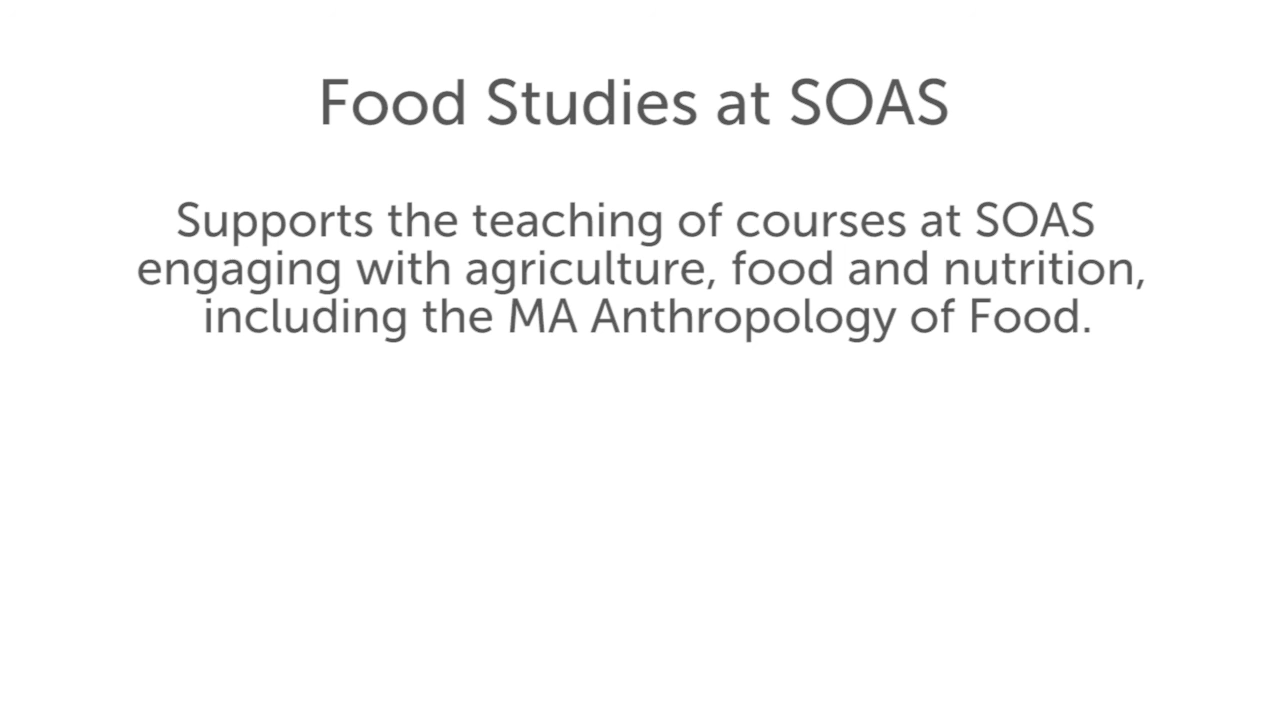 Food Studies at SOAS
Supports the teaching of courses at SOAS
engaging with agriculture, food and nutrition,
including the MA Anthropology of Food.